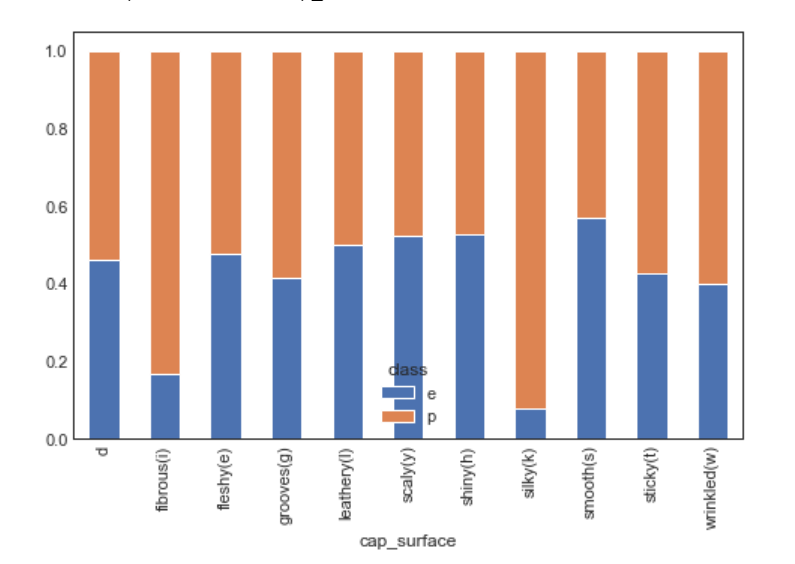 1.0
0.8
0.6
0.4
0.2
0.0
class
e
p
d
fibrous(i)
fleshy(e)
grooves(g)
leathery(l)
scaly(y)
shiny(h)
silky(k)
smooth(s)
sticky(t)
wrinkled(w)
cap_surface